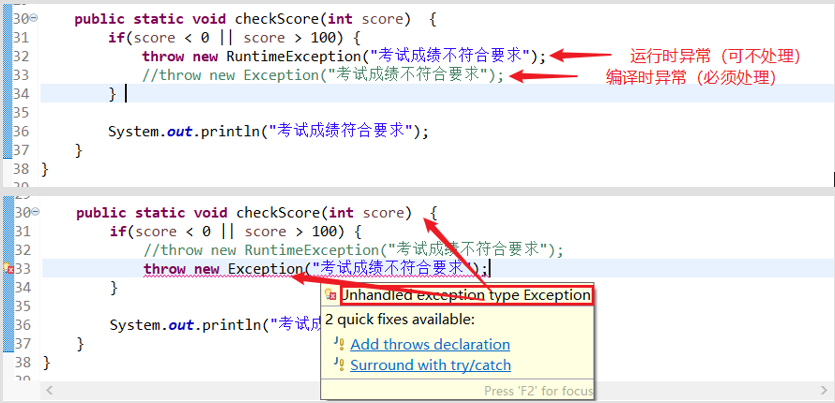 29
30 public static void checkScore(int score)  {
31 if(score < 0 || score > 100) {
32 throw new RuntimeException("考试成绩不符合要求"); 运行时异常（可不处理）
33 //throw new Exception("考试成绩不符合要求"); 编译时异常（必须处理）
34 }
35
36 System.out.println("考试成绩符合要求");
37 }
38 }
29
30 public static void checkScore(int score)  {
31 if(score < 0 || score > 100) {
32 //throw new RuntimeException("考试成绩不符合要求");
33 throw new Exception("考试成绩不符合要求");
34 }
35 Unhandled exception type Exception
36 System.out.println("考试成
2 quick fixes available:
37 }
Add throws declaration
38 }
Surround with try/catch
Press 'F2' for focus